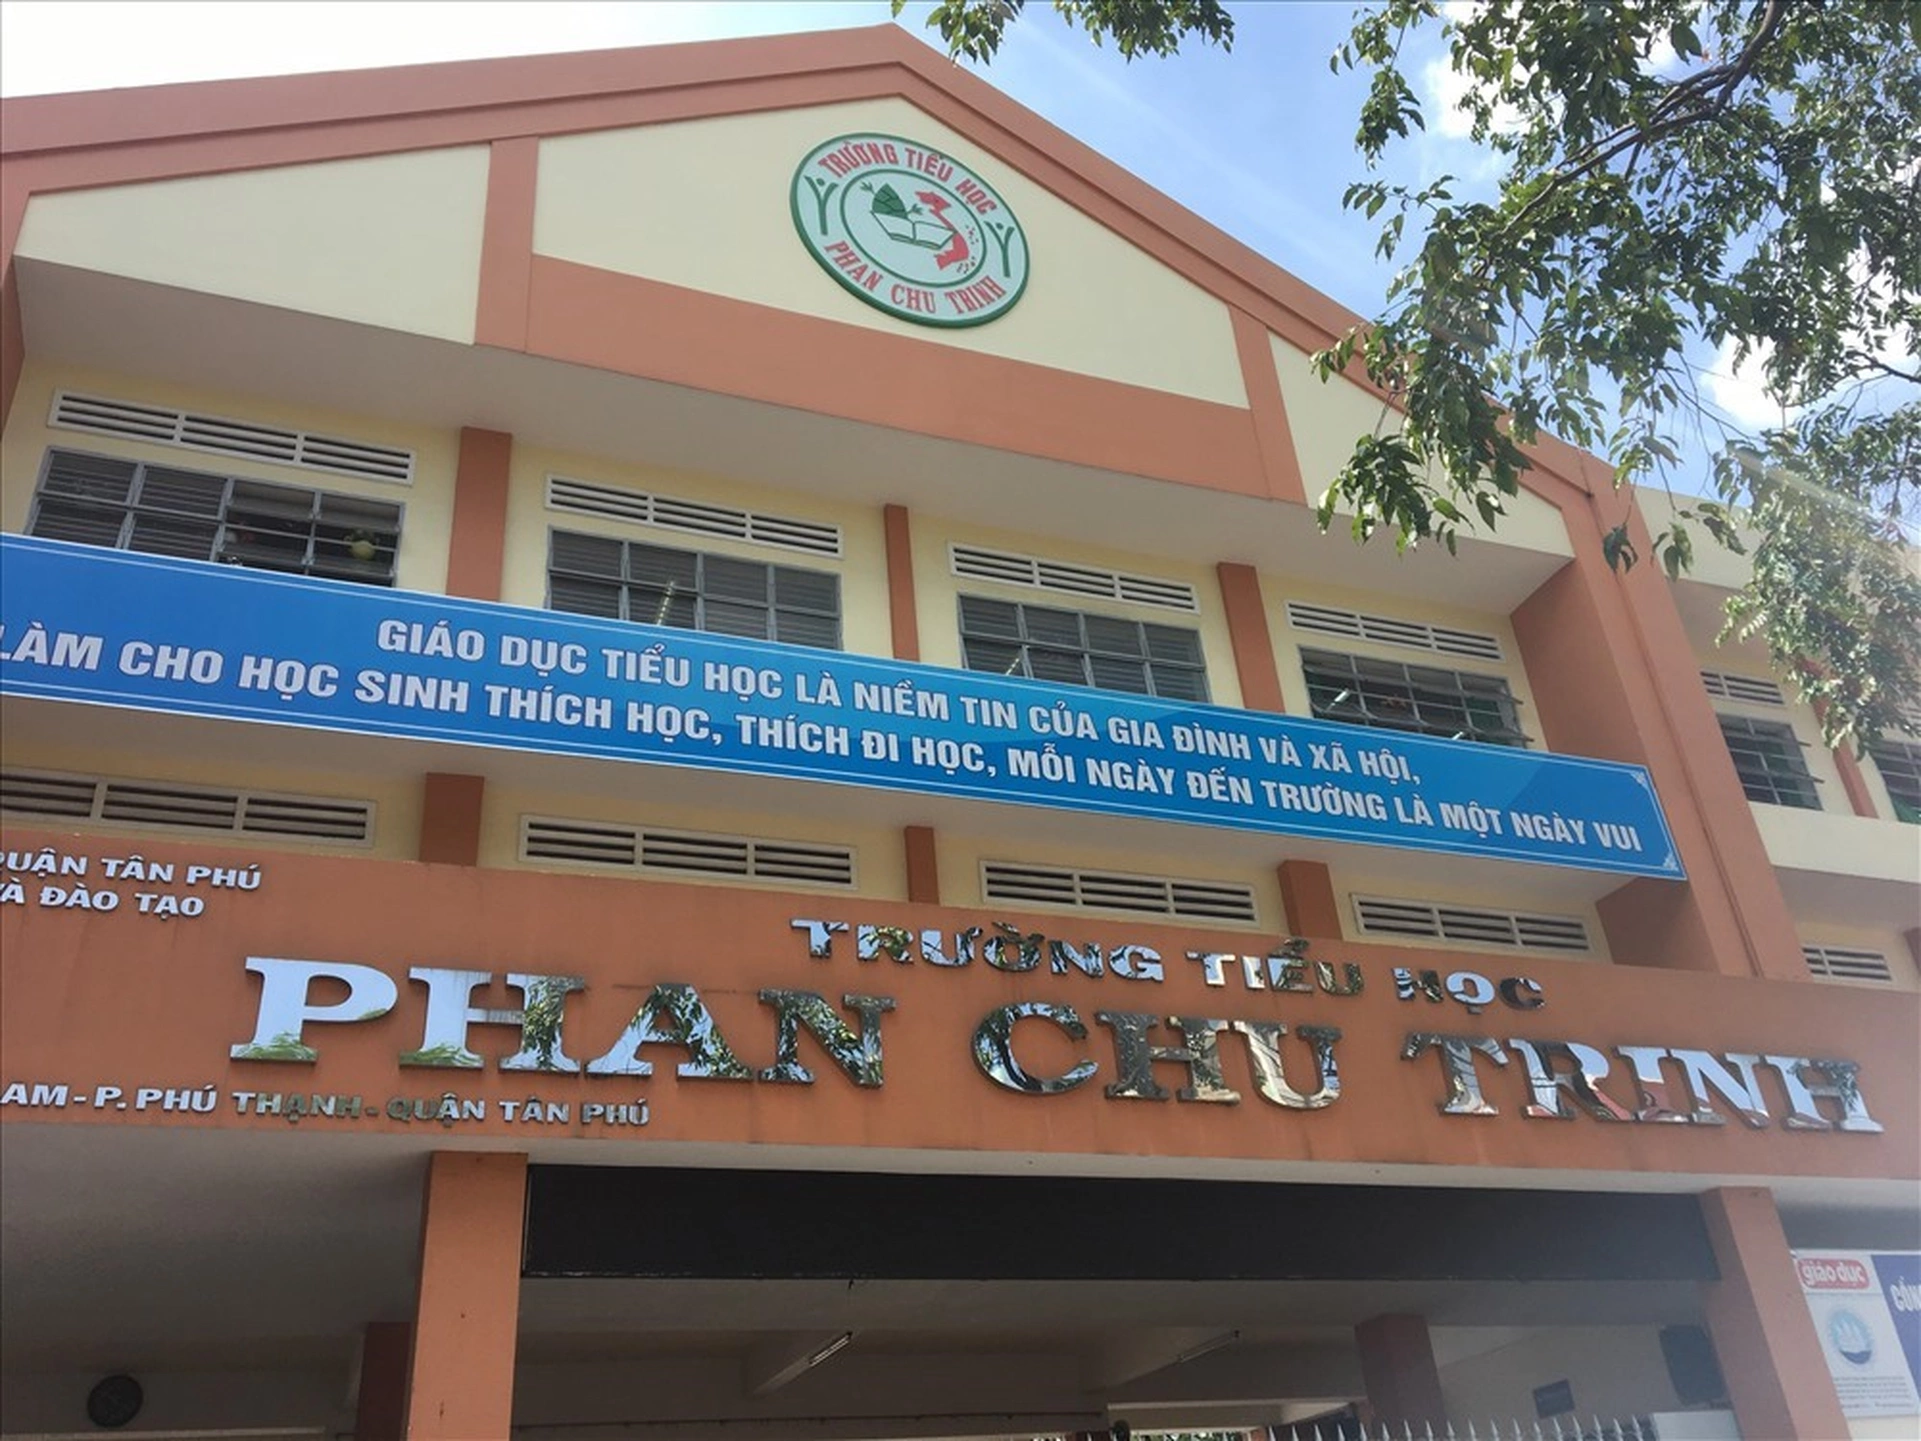 TRƯỜNG TIỂU HỌC
PHAN CHU TRINH
GIÁO DỤC TIỂU HỌC LÀ NIỀM TIN CỦA GIA ĐÌNH VÀ XÃ HỘI,
LÀM CHO HỌC SINH THÍCH HỌC, THÍCH ĐI HỌC, MỖI NGÀY ĐẾN TRƯỜNG LÀ MỘT NGÀY VUI
QUẬN TÂN PHÚ
VÀ ĐÀO TẠO
TRƯỜNG TIỂU HỌC
PHAN CHU TRINH
AM - P. PHÚ THẠNH - QUẬN TÂN PHÚ
giáo dục